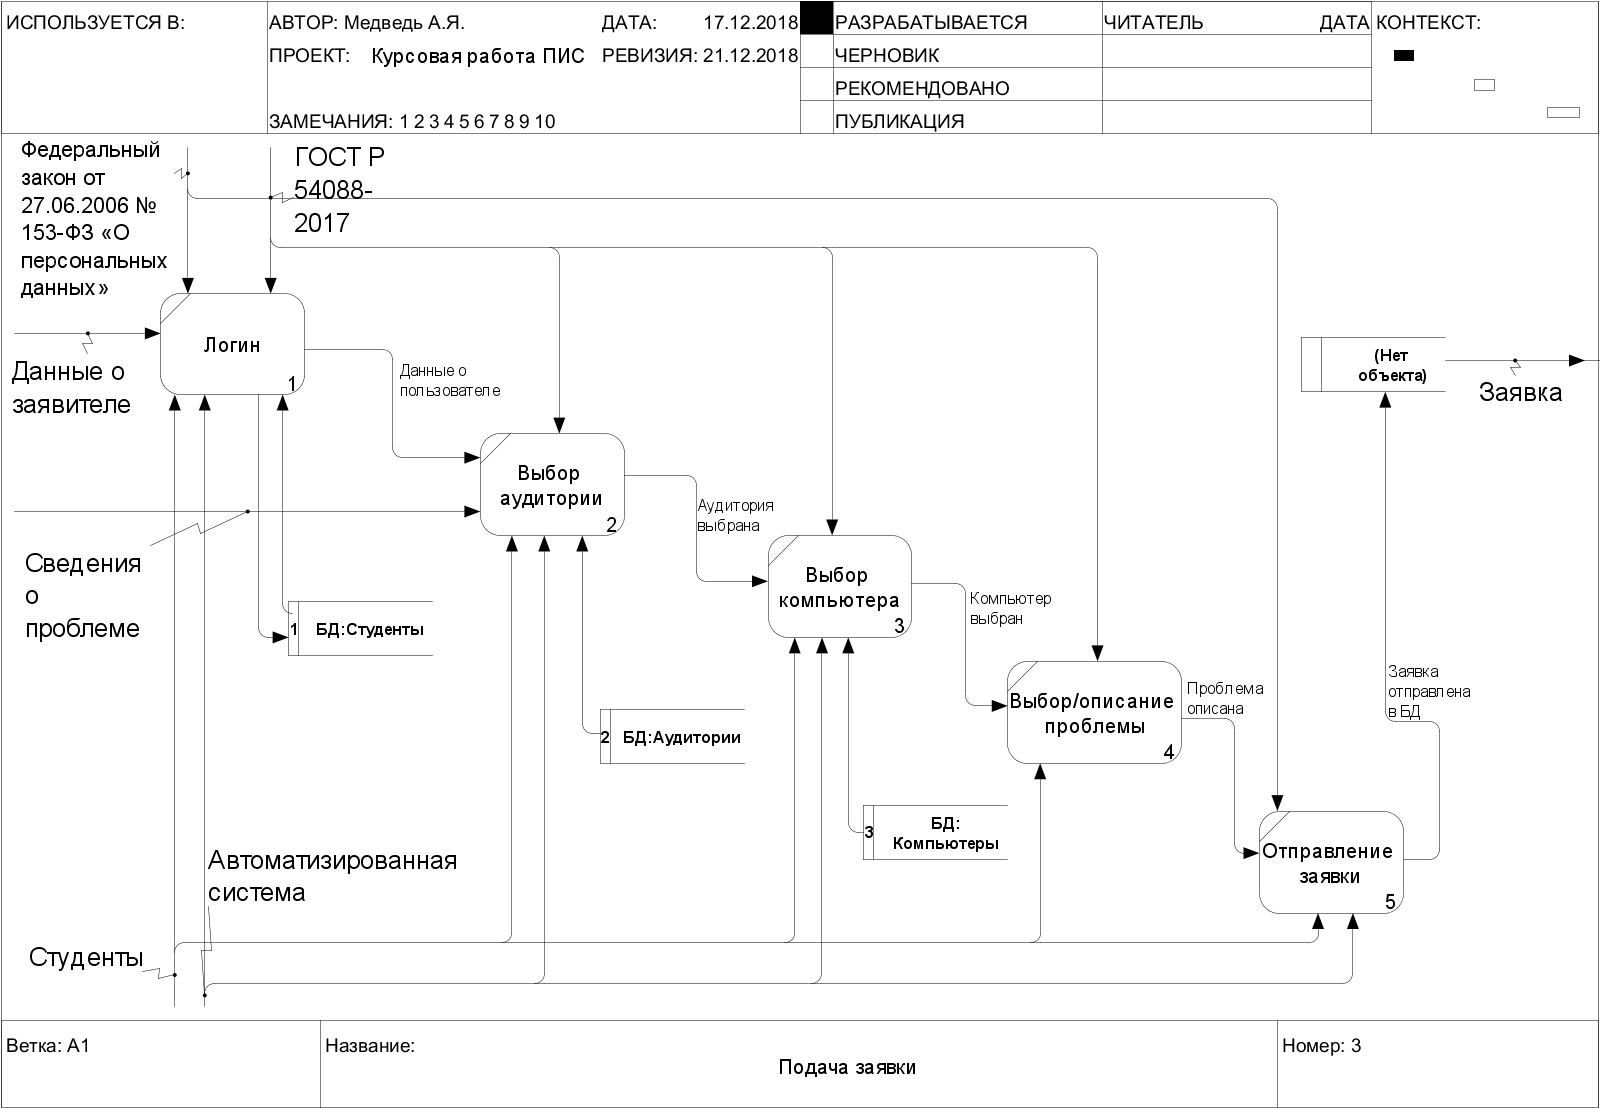 ИСПОЛЬЗУЕТСЯ В:
АВТОР: Медведь А.Я.
ДАТА: 17.12.2018
РАЗРАБАТЫВАЕТСЯ
ЧИТАТЕЛЬ
ДАТА
КОНТЕКСТ:
ПРОЕКТ: Курсовая работа ПИС
РЕВИЗИЯ: 21.12.2018
ЧЕРНОВИК
РЕКОМЕНДОВАНО
ЗАМЕЧАНИЯ: 1 2 3 4 5 6 7 8 9 10
ПУБЛИКАЦИЯ
Федеральный
закон от
27.06.2006 №
153-ФЗ «О
персональных
данных»
ГОСТ Р
54088-
2017
Логин
1
Данные о
заявителе
Данные о
пользователе
(Нет
объекта)
Заявка
Выбор
аудитории
2
Аудитория
выбрана
Сведения
о
проблеме
Выбор
компьютера
3
Компьютер
выбран
1 БД:Студенты
Выбор/описание
проблемы
4
Проблема
описана
Заявка
отправлена
в БД
2 БД:Аудитории
3 БД:
Компьютеры
Отправление
заявки
5
Автоматизированная
система
Студенты
Ветка: A1
Название:
Подача заявки
Номер: 3